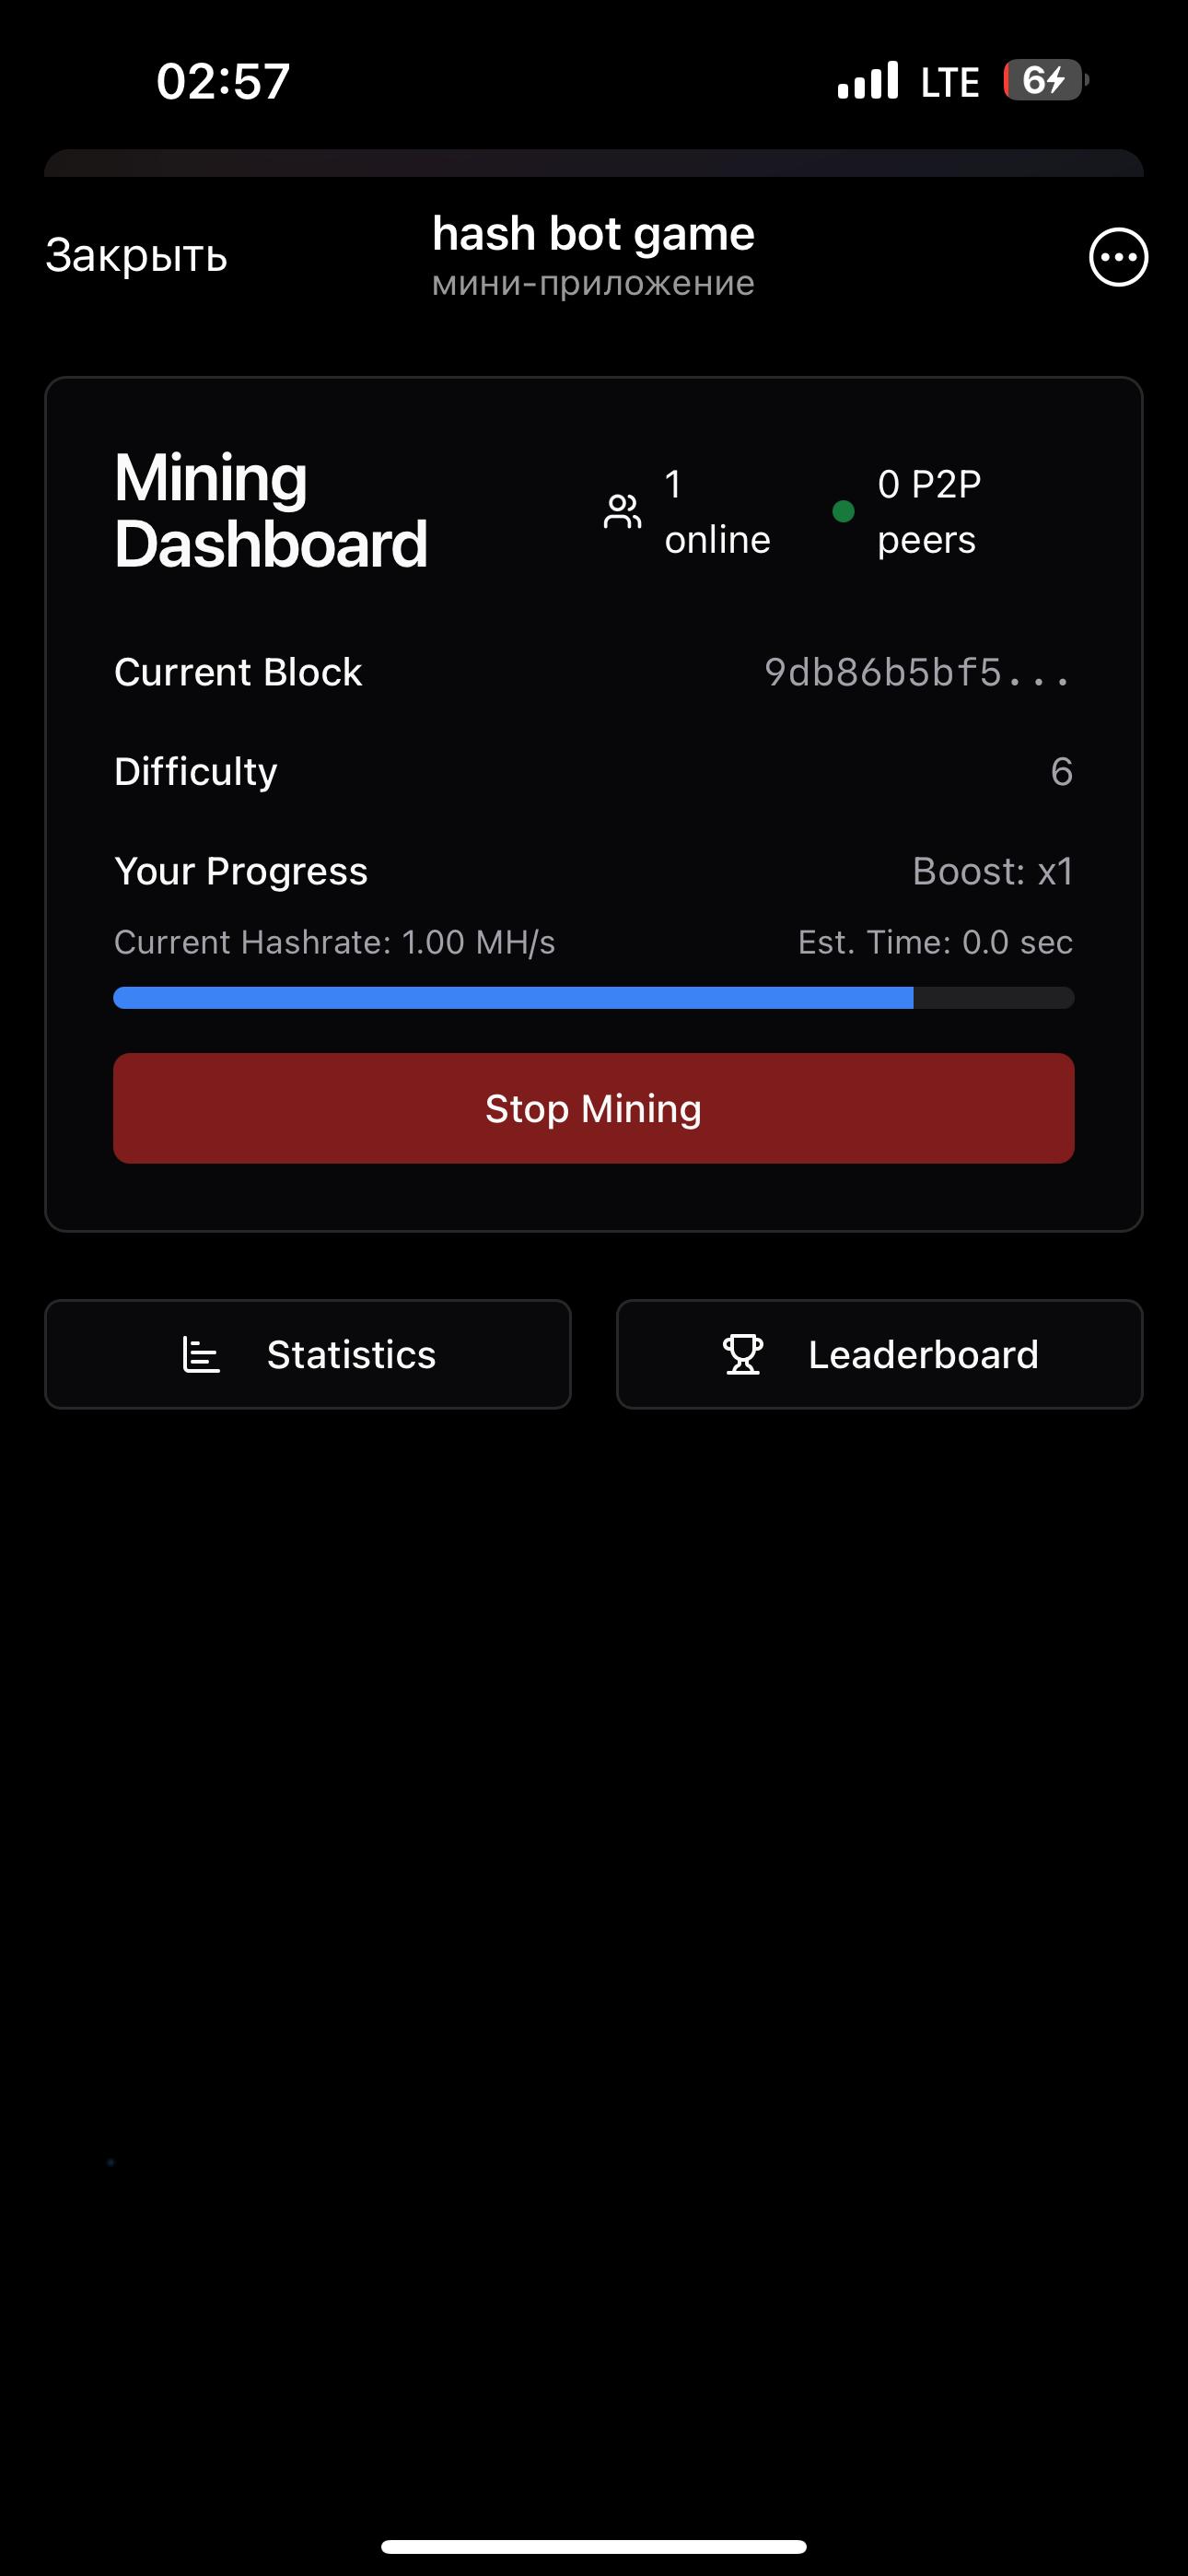 02:57
LTE
6
Закрыть
hash bot game
мини-приложение
Mining
Dashboard
1
online
0 P2P
peers
Current Block
9db86b5bf5...
Difficulty
6
Your Progress
Boost: x1
Current Hashrate: 1.00 MH/s
Est. Time: 0.0 sec
Stop Mining
Statistics
Leaderboard